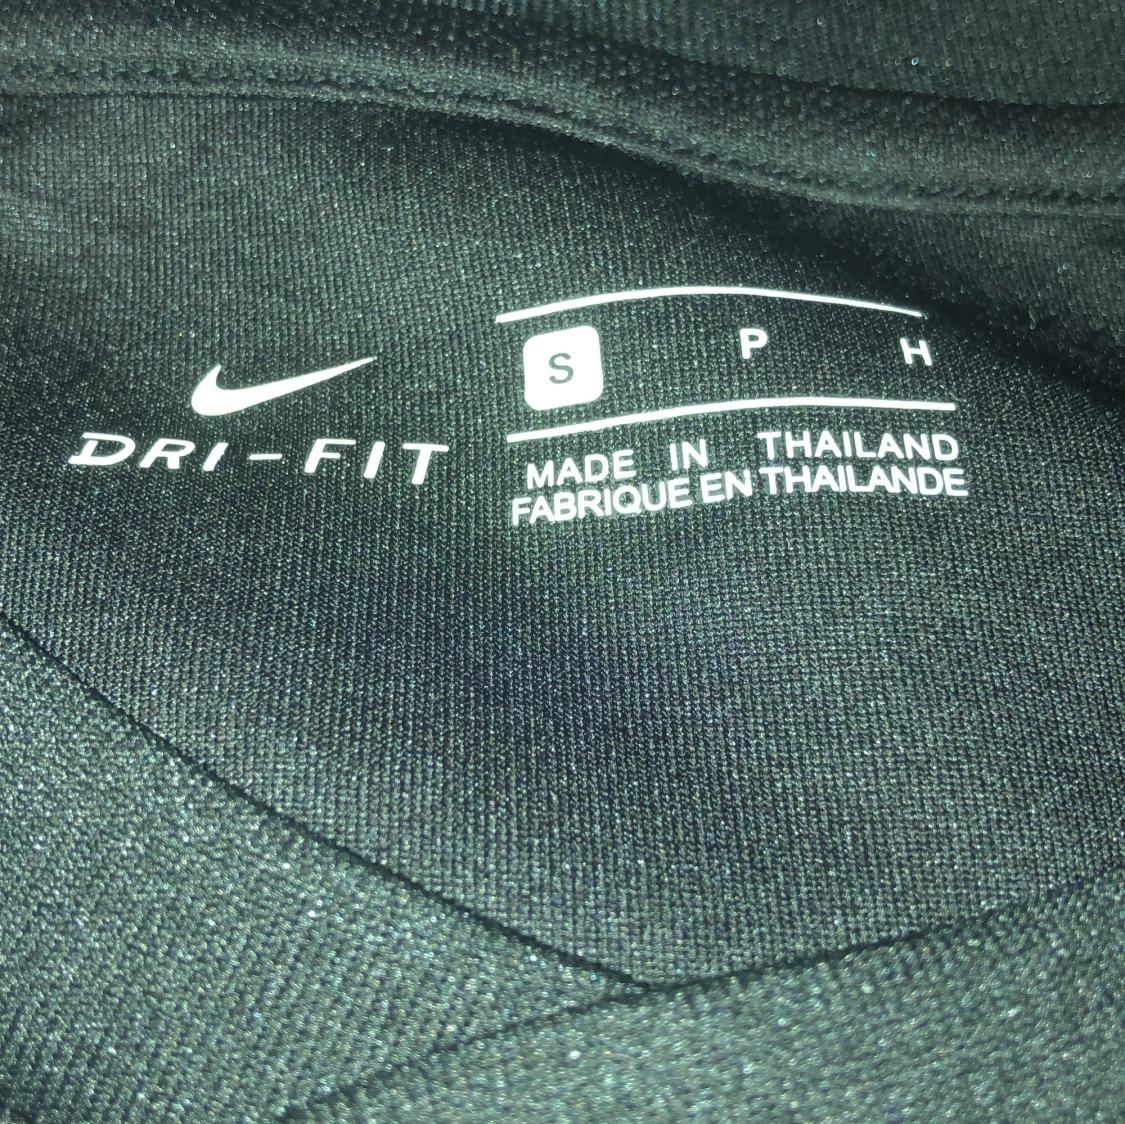 DRI-FIT
S P H
MADE IN THAILAND
FABRIQUE EN THAILANDE